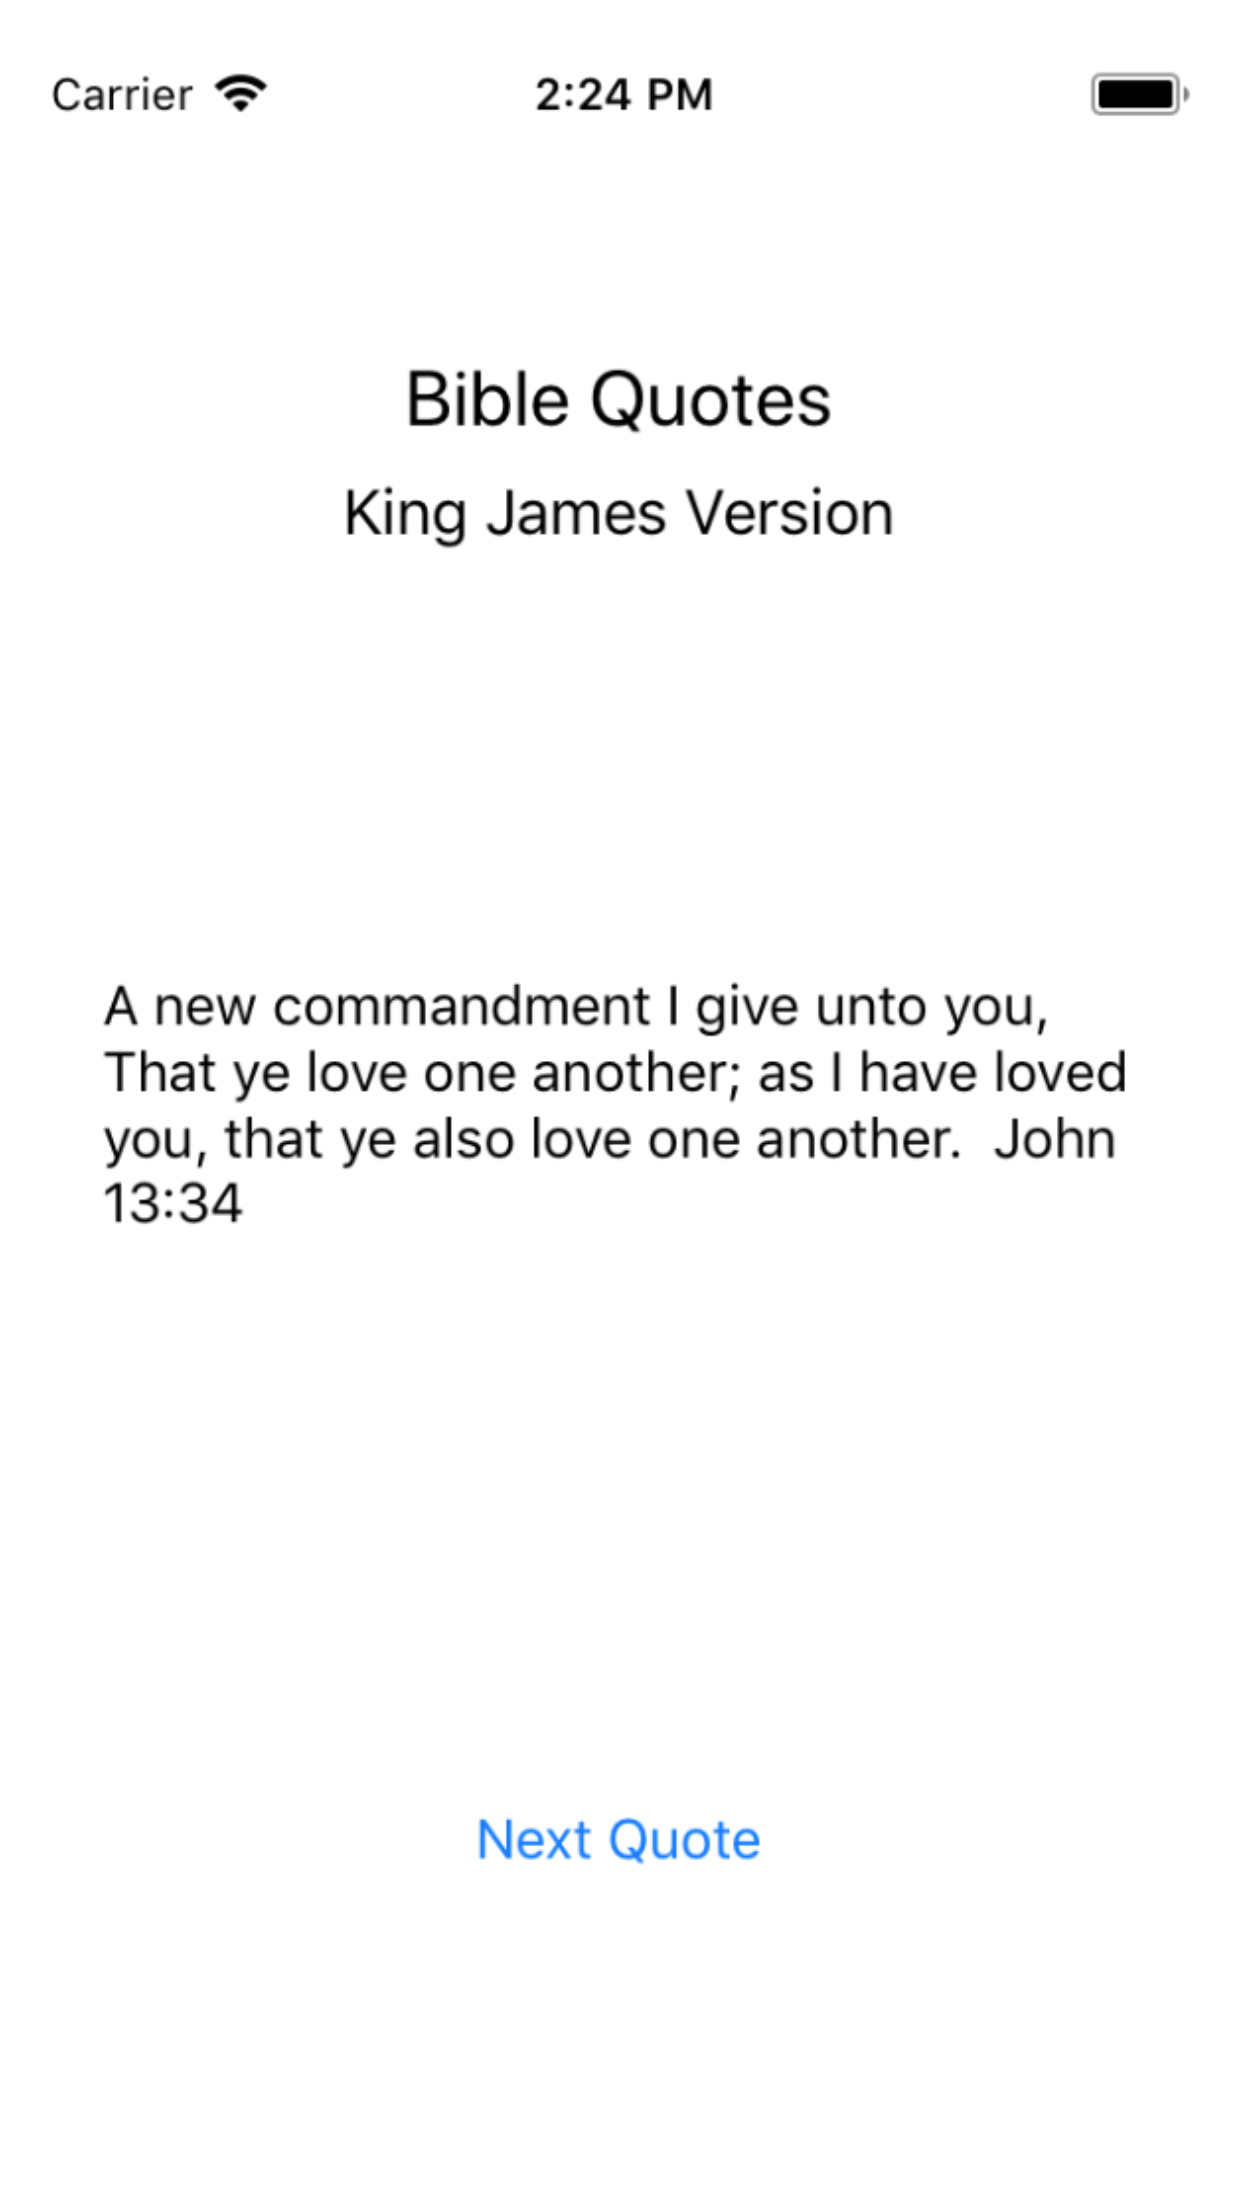 Carrier
2:24 PM
Bible Quotes
King James Version
A new commandment I give unto you,
That ye love one another; as I have loved
you, that ye also love one another.  John
13:34
Next Quote